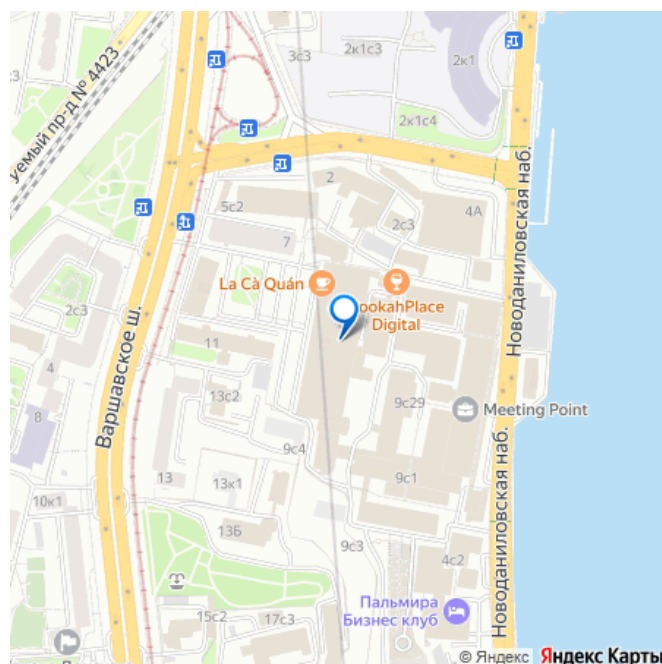 3с3
2к1с3
2к1
уемый пр-д № 4423
2к1с4
2
5с2
4А
2с3
7
La Cà Quán
ookahPlace
Digital
Новоданиловская наб.
2с3
Варшавское ш.
11
4
13с2
9с29
Meeting Point
8
9с4
9с1
13
13к1
10к1
13Б
9с3
4с2
Новоданиловская наб.
Пальмира
Бизнес клуб
15с2
17с3
© Яндекс Яндекс Карты